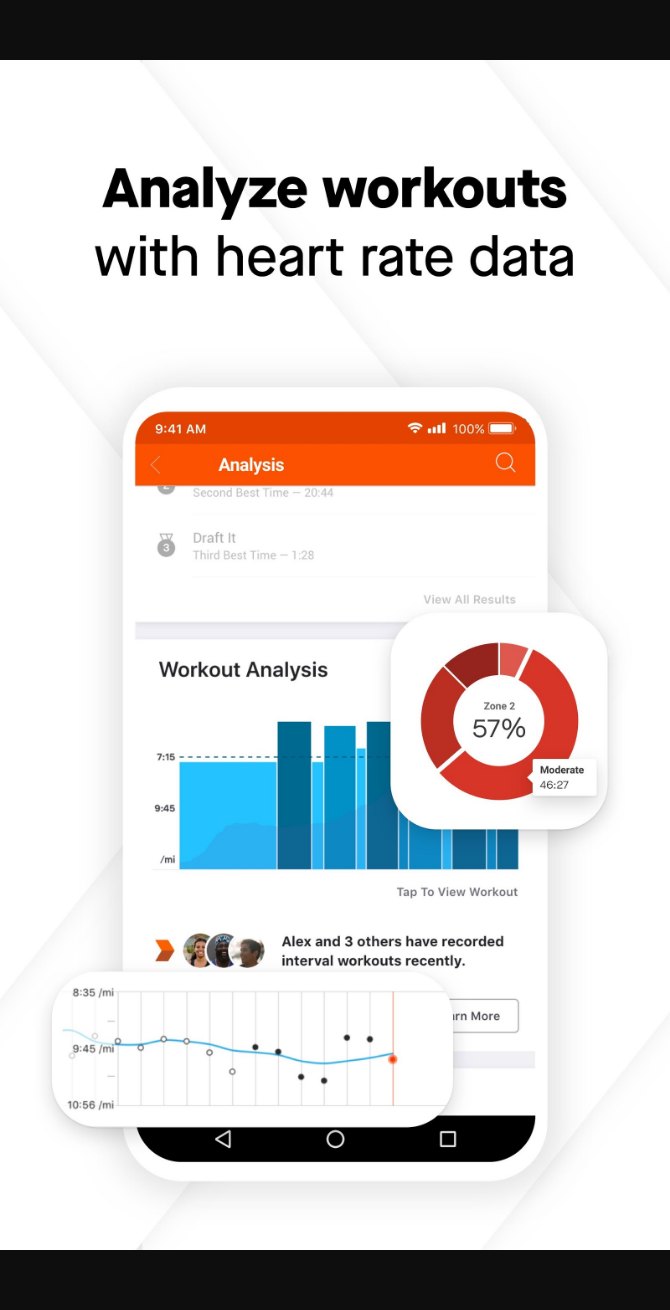 Analyze workouts
with heart rate data
9:41 AM
100%
Analysis
Second Best Time – 20:44
3
Draft It
Third Best Time – 1:28
View All Results
Workout Analysis
Zone 2
57%
Moderate
46:27
7:15
9:45
/mi
Tap To View Workout
Alex and 3 others have recorded
interval workouts recently.
rn More
8:35 /mi
9:45 /mi
10:56 /mi